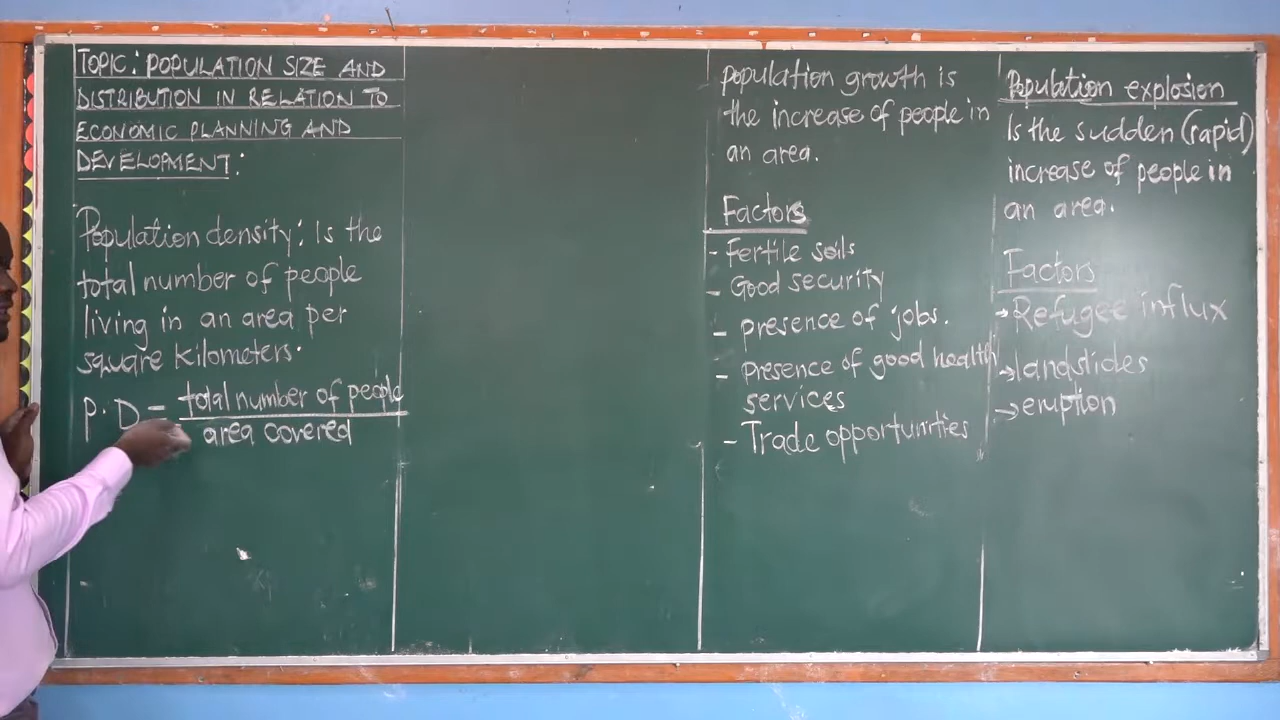 TOPIC: POPULATION SIZE AND
DISTRIBUTION IN RELATION TO
ECONOMIC PLANNING AND
DEVELOPMENT:
Population density: Is the
total number of people
living in an area per
square kilometers.
P.D = total number of people
area covered
population growth is
the increase of people in
an area.
Factors
- Fertile soils
- Good security
- presence of jobs.
- Presence of good health
services
- Trade opportunities
Population explosion
Is the sudden (rapid)
increase of people in
an area.
Factors
→ Refugee influx
→ landslides
→ eruption